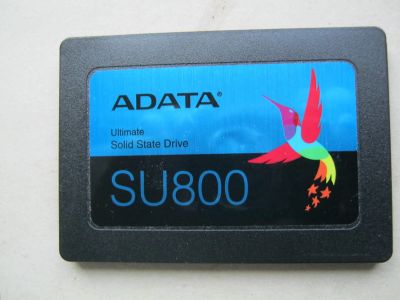 ADATA
Ultimate
Solid State Drive
SU800